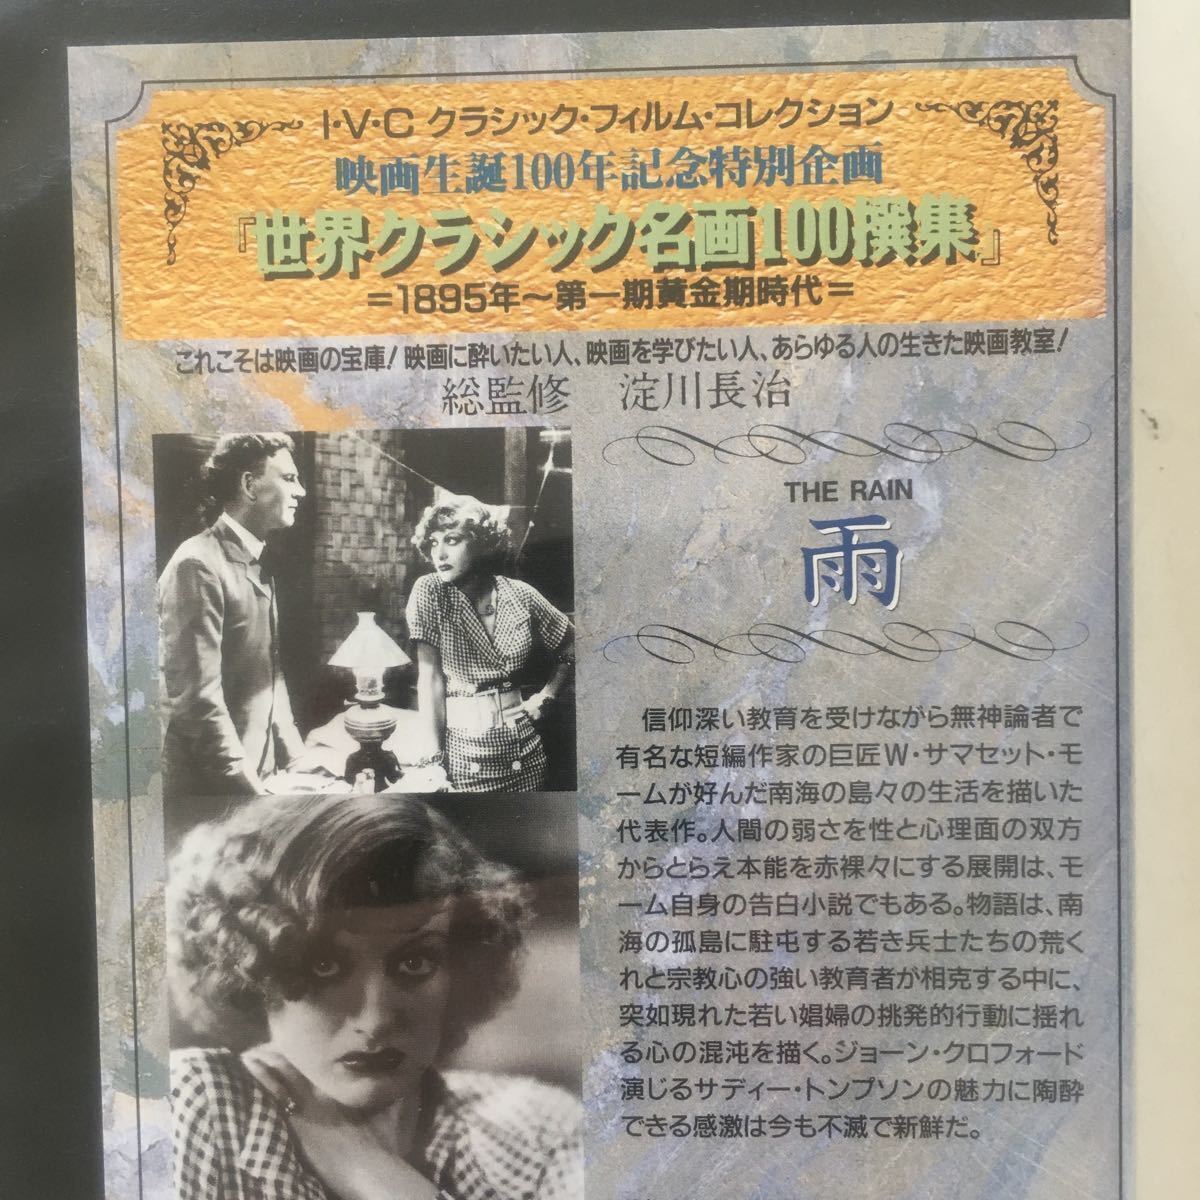 I・V・C クラシック・フィルム・コレクション
映画生誕100年記念特別企画
『世界クラシック名画100撰集』
=1895年～第一期黄金期時代=
これこそは映画の宝庫！映画に酔いたい人、映画を学びたい人、あらゆる人の生きた映画教室！
総監修　淀川長治
THE RAIN
雨
信仰深い教育を受けながら無神論者で
有名な短編作家の巨匠W・サマセット・モ
ームが好んだ南海の島々の生活を描いた
代表作。人間の弱さを性と心理面の双方
からとらえ本能を赤裸々にする展開は、モ
ーム自身の告白小説でもある。物語は、南
海の孤島に駐屯する若き兵士たちの荒く
れと宗教心の強い教育者が相克する中に、
突如現れた若い娼婦の挑発的行動に揺れ
る心の混沌を描く。ジョーン・クロフォード
演じるサディー・トンプソンの魅力に陶酔
できる感激は今も不滅で新鮮だ。